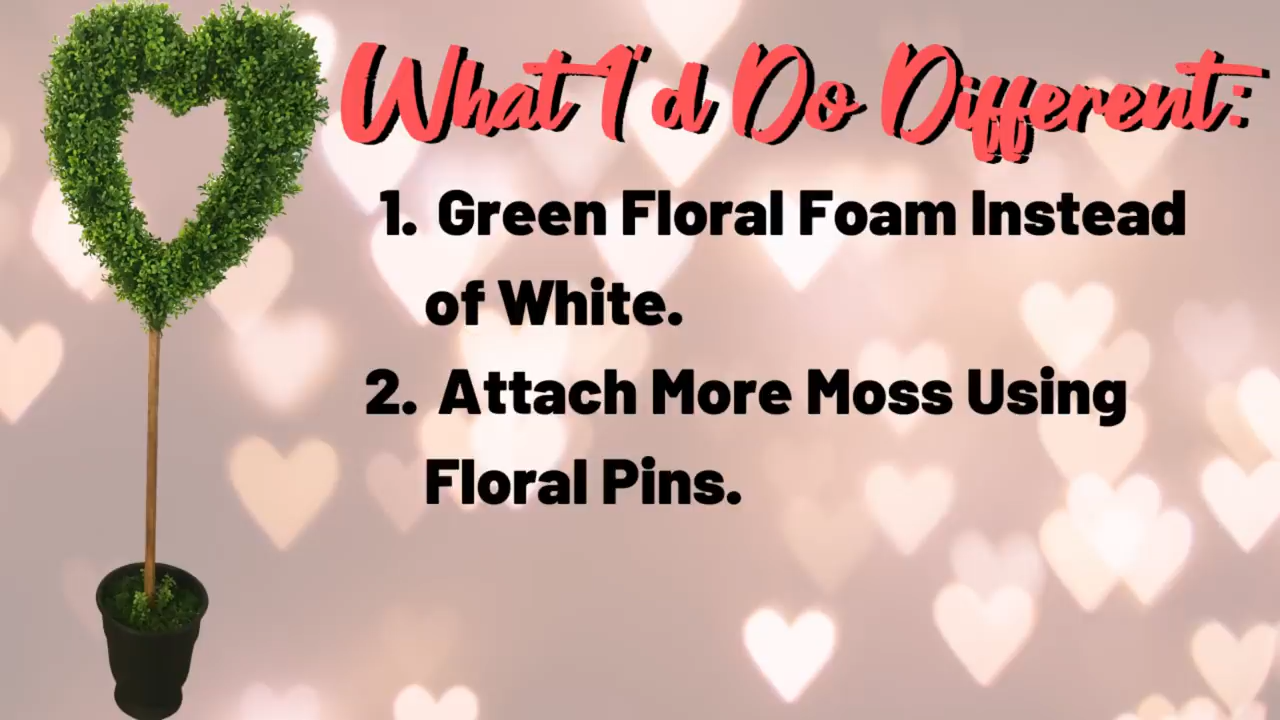 What I'd Do Different:
1. Green Floral Foam Instead
of White.
2. Attach More Moss Using
Floral Pins.